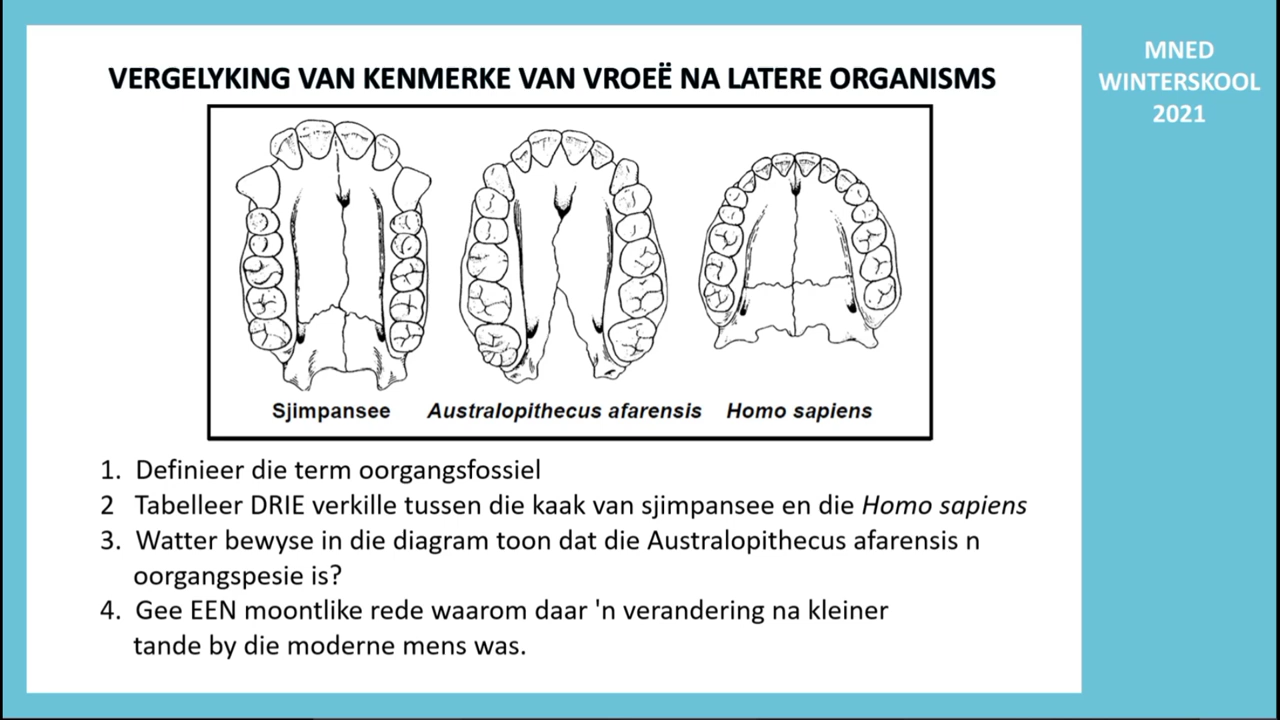 VERGELYKING VAN KENMERKE VAN VROEË NA LATERE ORGANISMS
MNED
WINTERSKOOL
2021
Sjimpansee
Australopithecus afarensis
Homo sapiens
1. Definieer die term oorgangsfossiel
2 Tabelleer DRIE verkille tussen die kaak van sjimpansee en die Homo sapiens
3. Watter bewyse in die diagram toon dat die Australopithecus afarensis n
oorgangspesie is?
4. Gee EEN moontlike rede waarom daar 'n verandering na kleiner
tande by die moderne mens was.